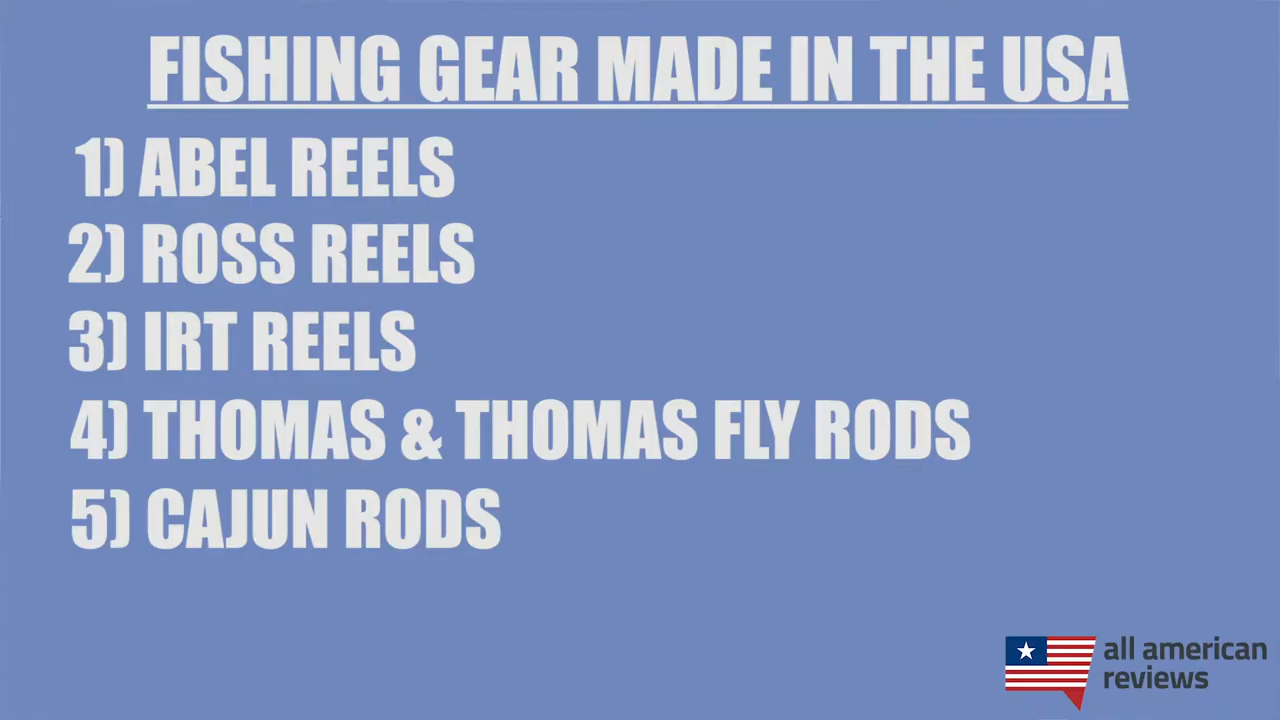 FISHING GEAR MADE IN THE USA
1) ABEL REELS
2) ROSS REELS
3) IRT REELS
4) THOMAS & THOMAS FLY RODS
5) CAJUN RODS
all american
reviews